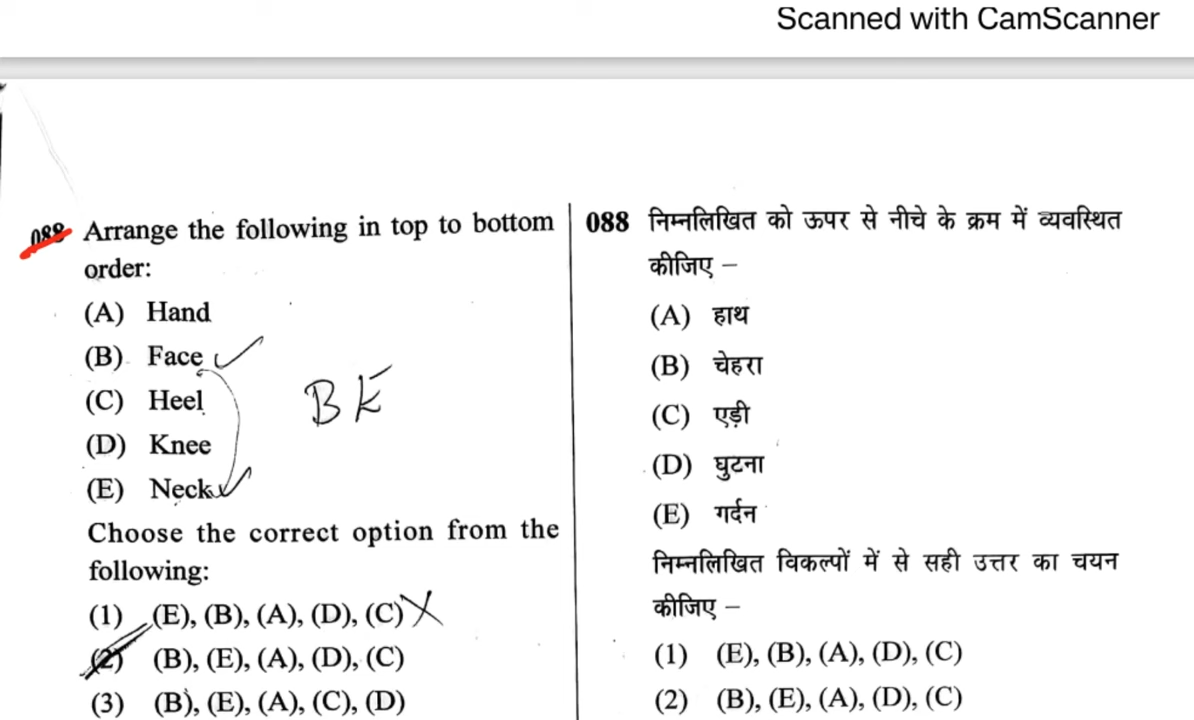 Scanned with CamScanner
088 Arrange the following in top to bottom
order:
(A) Hand
(B) Face
(C) Heel
(D) Knee
(E) Neck
BE
Choose the correct option from the
following:
(1) (E), (B), (A), (D), (C)
(2) (B), (E), (A), (D), (C)
(3) (B), (E), (A), (C), (D)
088 निम्नलिखित को ऊपर से नीचे के क्रम में व्यवस्थित
कीजिए –
(A) हाथ
(B) चेहरा
(C) एड़ी
(D) घुटना
(E) गर्दन
निम्नलिखित विकल्पों में से सही उत्तर का चयन
कीजिए –
(1) (E), (B), (A), (D), (C)
(2) (B), (E), (A), (D), (C)